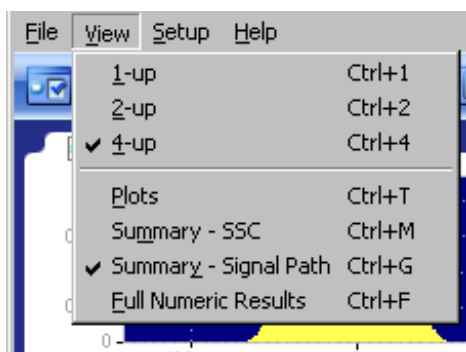 File View Setup Help
1-up Ctrl+1
2-up Ctrl+2
4-up Ctrl+4
Plots Ctrl+T
Summary - SSC Ctrl+M
Summary - Signal Path Ctrl+G
Full Numeric Results Ctrl+F
0